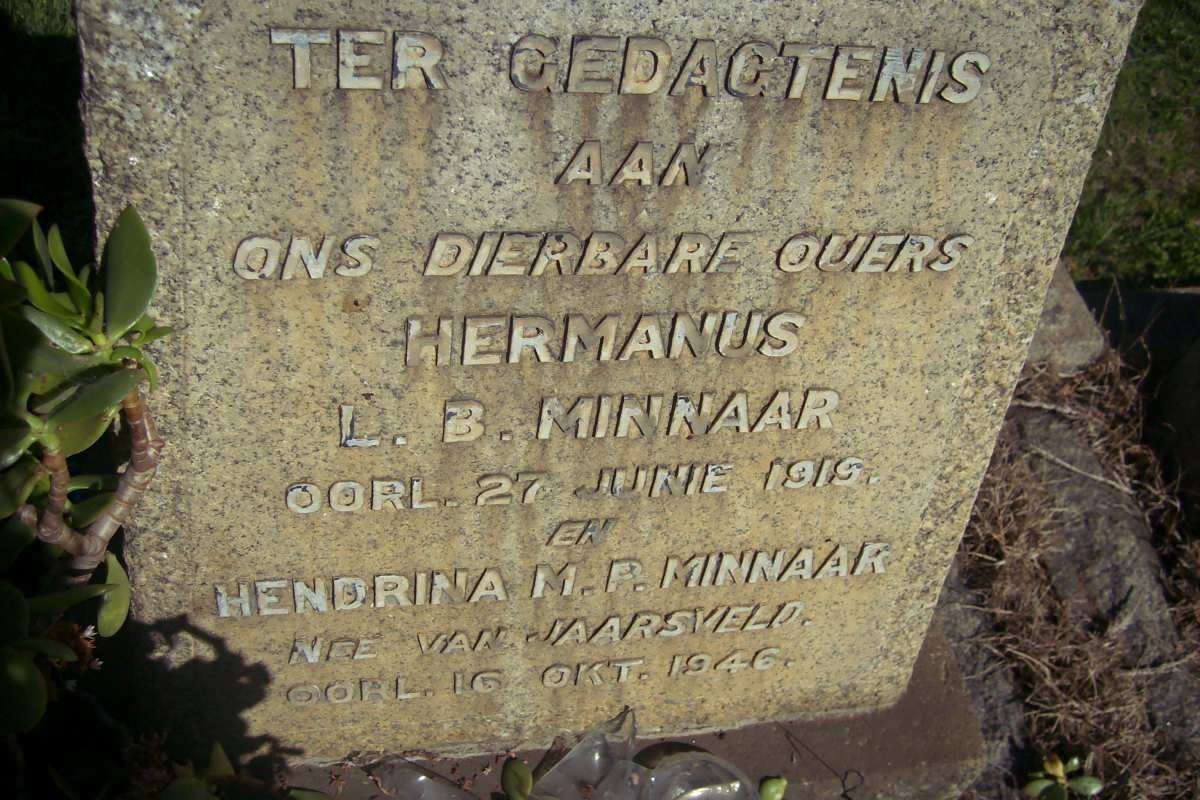 TER GEDAGTENIS
AAN
ONS DIERBARE OUERS
HERMANUS
L. B. MINNAAR
OORL. 27 JUNIE 1919.
EN
HENDRINA M. P. MINNAAR
NEE VAN JAARSVELD.
OORL. 16 OKT. 1946.